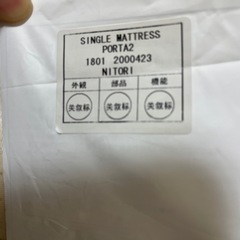 SINGLE MATTRESS
PORTA2
1801 2000423
NITORI
外観 部品 機能